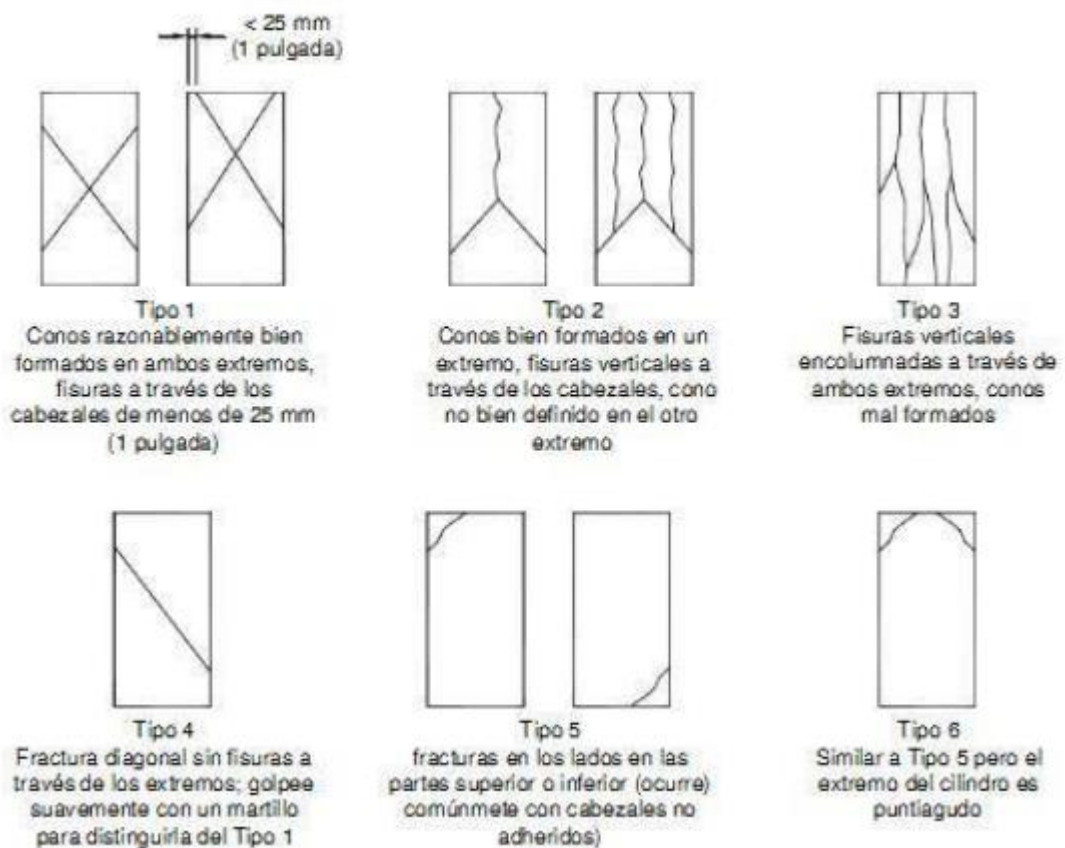 < 25 mm
(1 pulgada)
Tipo 1
Conos razonablemente bien
formados en ambos extremos,
fisuras a través de los
cabezales de menos de 25 mm
(1 pulgada)
Tipo 2
Conos bien formados en un
extremo, fisuras verticales a
través de los cabezales, cono
no bien definido en el otro
extremo
Tipo 3
Fisuras verticales
encolumnadas a través de
ambos extremos, conos
mal formados
Tipo 4
Fractura diagonal sin fisuras a
través de los extremos; golpee
suavemente con un martillo
para distinguirla del Tipo 1
Tipo 5
fracturas en los lados en las
partes superior o inferior (ocurre)
comúnmete con cabezales no
adheridos)
Tipo 6
Similar a Tipo 5 pero el
extremo del cilindro es
puntiagudo